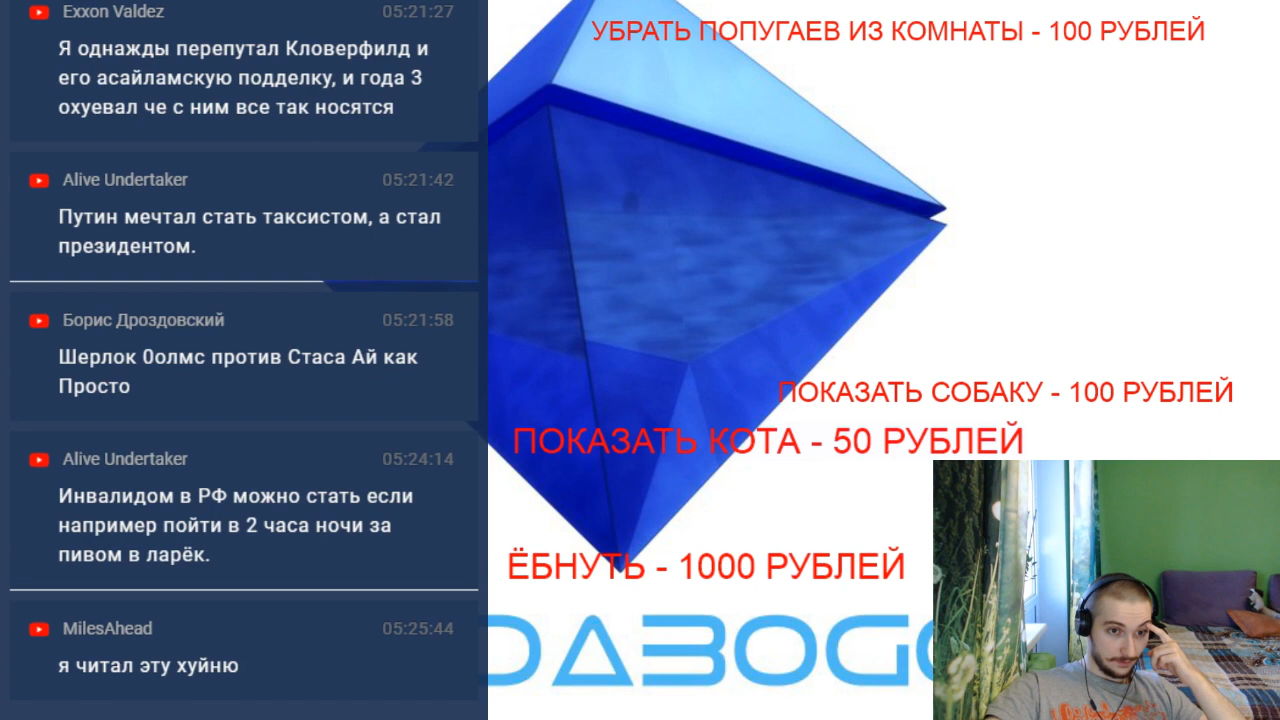 Exxon Valdez 05:21:27
Я однажды перепутал Кловерфилд и
его асайламскую подделку, и года 3
охуевал че с ним все так носятся
Alive Undertaker 05:21:42
Путин мечтал стать таксистом, а стал
президентом.
Борис Дроздовский 05:21:58
Шерлок 0олмс против Стаса Ай как
Просто
Alive Undertaker 05:24:14
Инвалидом в РФ можно стать если
например пойти в 2 часа ночи за
пивом в ларёк.
MilesAhead 05:25:44
я читал эту хуйню
УБРАТЬ ПОПУГАЕВ ИЗ КОМНАТЫ - 100 РУБЛЕЙ
ПОКАЗАТЬ СОБАКУ - 100 РУБЛЕЙ
ПОКАЗАТЬ КОТА - 50 РУБЛЕЙ
ЁБНУТЬ - 1000 РУБЛЕЙ